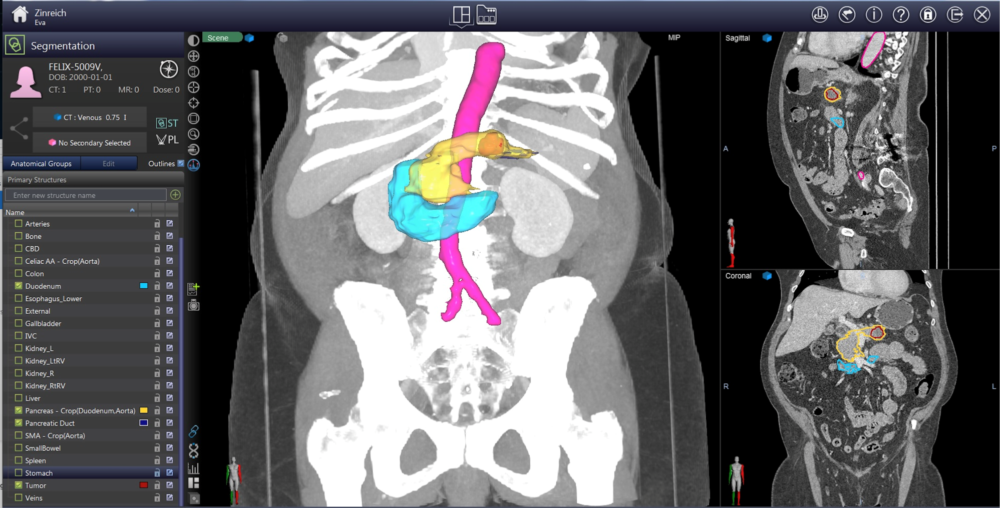 Zinreich
Eva
Segmentation
FELIX-5009V,
DOB: 2000-01-01
CT: 1 PT: 0 MR: 0 Dose: 0
CT : Venous 0.75 I
ST
No Secondary Selected
PL
Anatomical Groups Edit Outlines
Primary Structures
Enter new structure name
Name
Arteries
Bone
CBD
Celiac AA - Crop(Aorta)
Colon
Duodenum
Esophagus_Lower
External
Gallbladder
IVC
Kidney_L
Kidney_LtRV
Kidney_R
Kidney_RtRV
Liver
Pancreas - Crop(Duodenum,Aorta)
Pancreatic Duct
SMA - Crop(Aorta)
SmallBowel
Spleen
Stomach
Tumor
Veins
Scene
MIP
Sagittal
A
P
Coronal
R
L